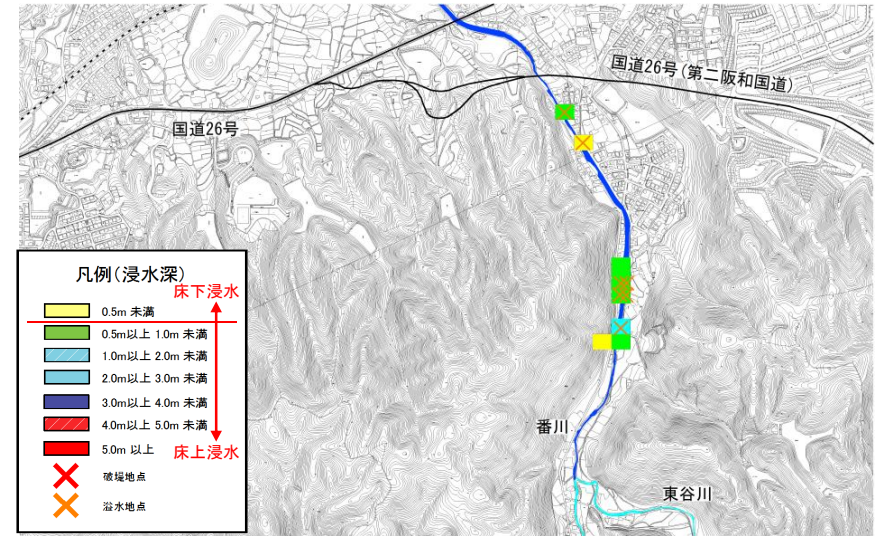 国道26号(第二阪和国道)
国道26号
凡例(浸水深)
床下浸水
0.5m 未満
0.5m以上 1.0m 未満
1.0m以上 2.0m 未満
2.0m以上 3.0m 未満
3.0m以上 4.0m 未満
4.0m以上 5.0m 未満
5.0m 以上
床上浸水
破堤地点
溢水地点
番川
東谷川